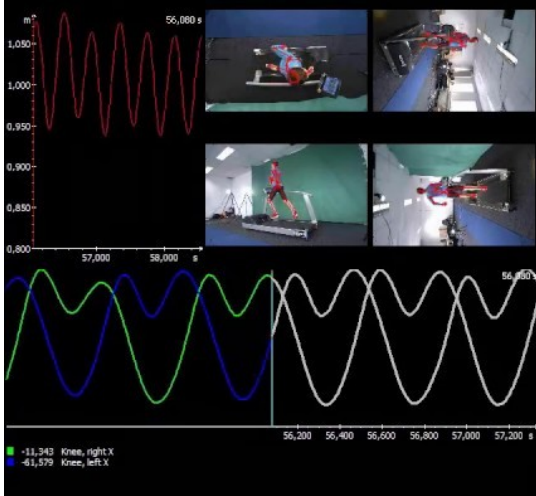 m
56,080 s
1,050
1,000
0,950
0,900
0,850
0,800
57,000 58,000 s
56,080 s
56,200 56,400 56,600 56,800 57,000 57,200 s
-11,343 Knee, right X
-61,579 Knee, left X